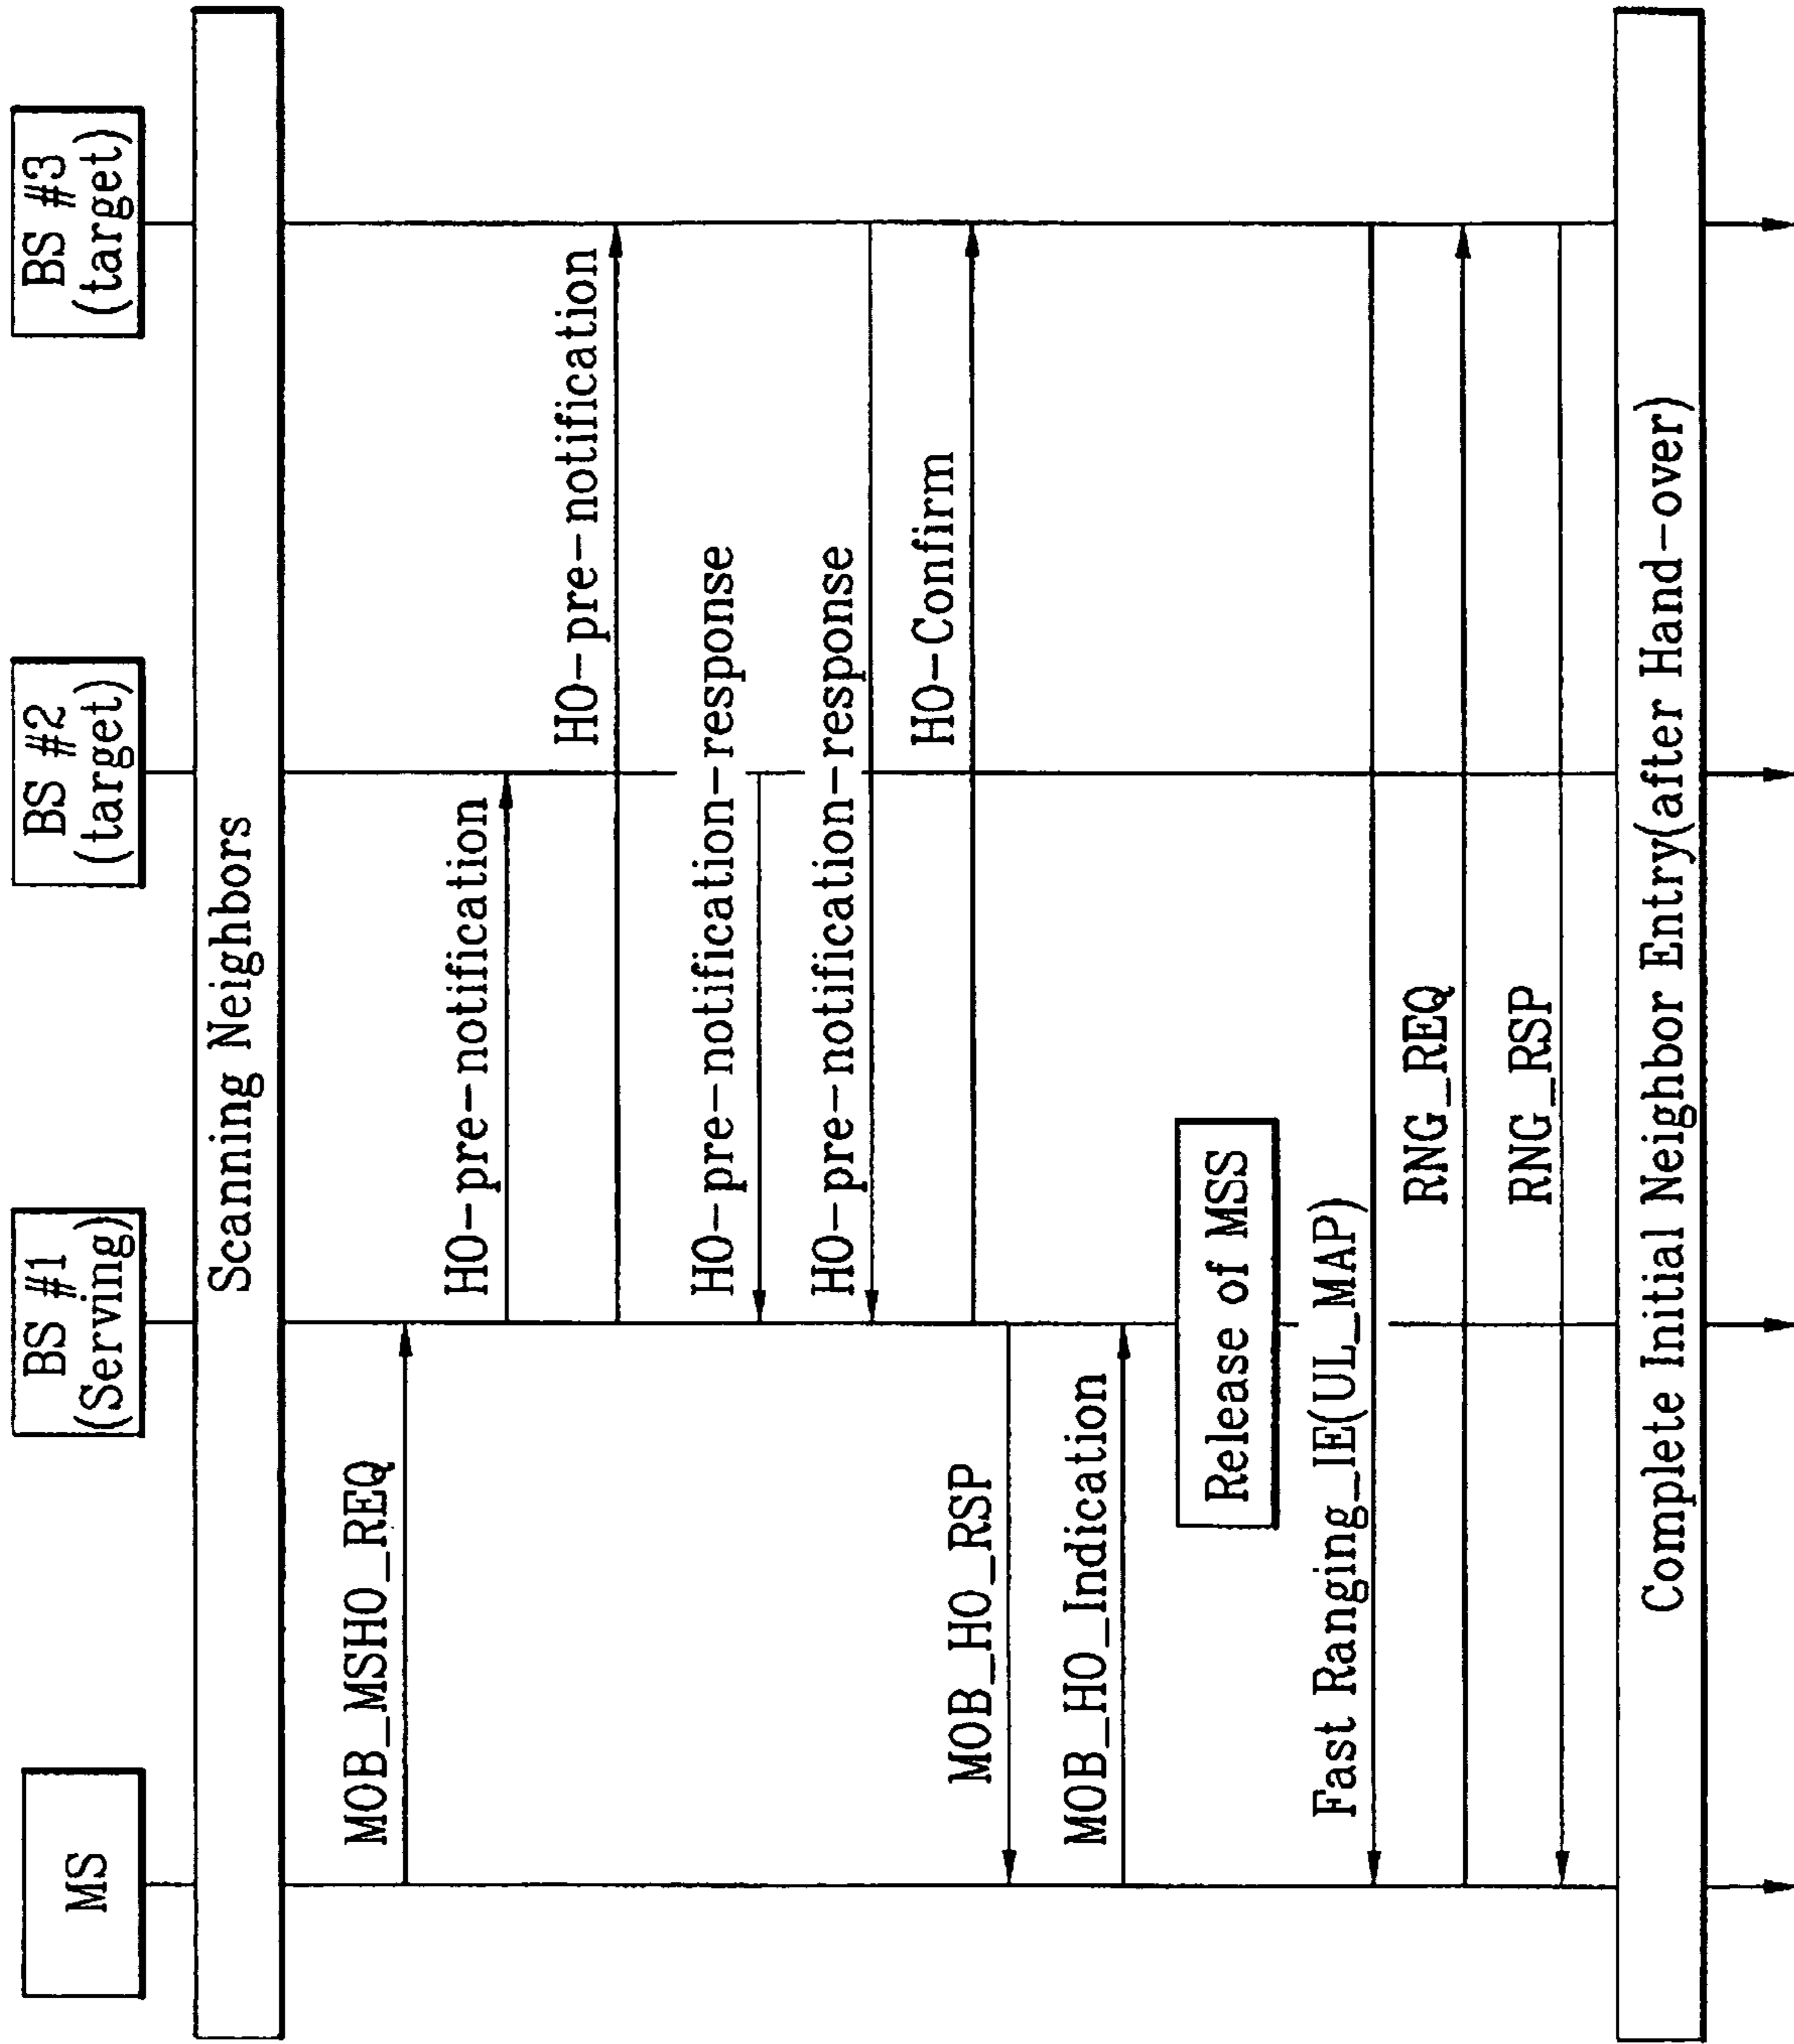 MS
BS #1
(Serving)
BS #2
(target)
BS #3
(target)
Scanning Neighbors
MOB_MSHO_REQ
HO-pre-notification
HO-pre-notification
HO-pre-notification-response
HO-pre-notification-response
HO-Confirm
MOB_HO_RSP
MOB_HO_Indication
Release of MSS
Fast Ranging_IE(UL_MAP)
RNG_REQ
RNG_RSP
Complete Initial Neighbor Entry(after Hand-over)